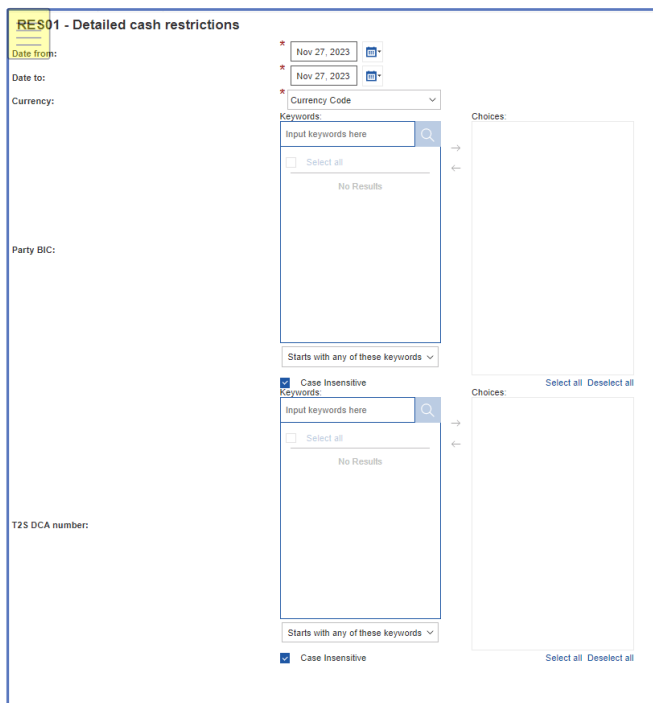 RES01 - Detailed cash restrictions
Date from:
* Nov 27, 2023
Date to:
* Nov 27, 2023
Currency:
* Currency Code
Keywords:
Choices:
Input keywords here
Select all
No Results
Party BIC:
Starts with any of these keywords
Case Insensitive
Select all Deselect all
Keywords:
Choices:
Input keywords here
Select all
No Results
T2S DCA number:
Starts with any of these keywords
Case Insensitive
Select all Deselect all